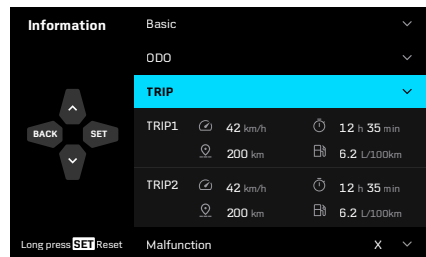 Information
Basic
ODO
TRIP
BACK SET
TRIP1 42 km/h 12 h 35 min
200 km 6.2 L/100km
TRIP2 42 km/h 12 h 35 min
200 km 6.2 L/100km
Long press SET Reset
Malfunction X